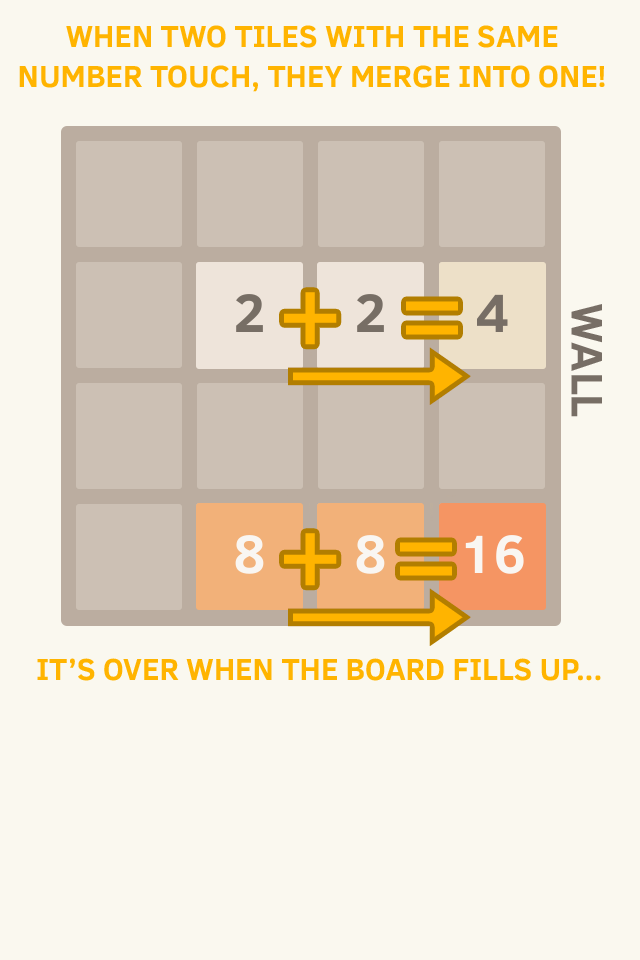 WHEN TWO TILES WITH THE SAME
NUMBER TOUCH, THEY MERGE INTO ONE!
2 + 2 = 4
WALL
8 + 8 = 16
IT’S OVER WHEN THE BOARD FILLS UP...